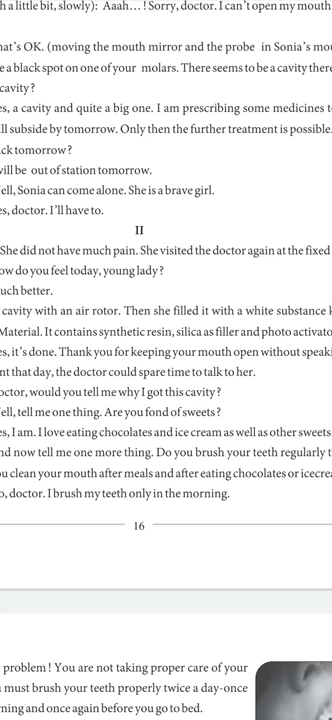 h a little bit, slowly): Aaah... ! Sorry, doctor. I can't open my mouth
hat's OK. (moving the mouth mirror and the probe in Sonia's mou
e a black spot on one of your molars. There seems to be a cavity there
cavity?
es, a cavity and quite a big one. I am prescribing some medicines t
ll subside by tomorrow. Only then the further treatment is possible.
ck tomorrow?
will be out of station tomorrow.
ell, Sonia can come alone. She is a brave girl.
es, doctor. I'll have to.
II
She did not have much pain. She visited the doctor again at the fixed
ow do you feel today, young lady?
uch better.
cavity with an air rotor. Then she filled it with a white substance k
Material. It contains synthetic resin, silica as filler and photo activato
es, it's done. Thank you for keeping your mouth open without speaki
nt that day, the doctor could spare time to talk to her.
octor, would you tell me why I got this cavity?
ell, tell me one thing. Are you fond of sweets?
es, I am. I love eating chocolates and ice cream as well as other sweets
nd now tell me one more thing. Do you brush your teeth regularly t
ou clean your mouth after meals and after eating chocolates or icecrea
o, doctor. I brush my teeth only in the morning.
16
problem! You are not taking proper care of your
must brush your teeth properly twice a day-once
rning and once again before you go to bed.